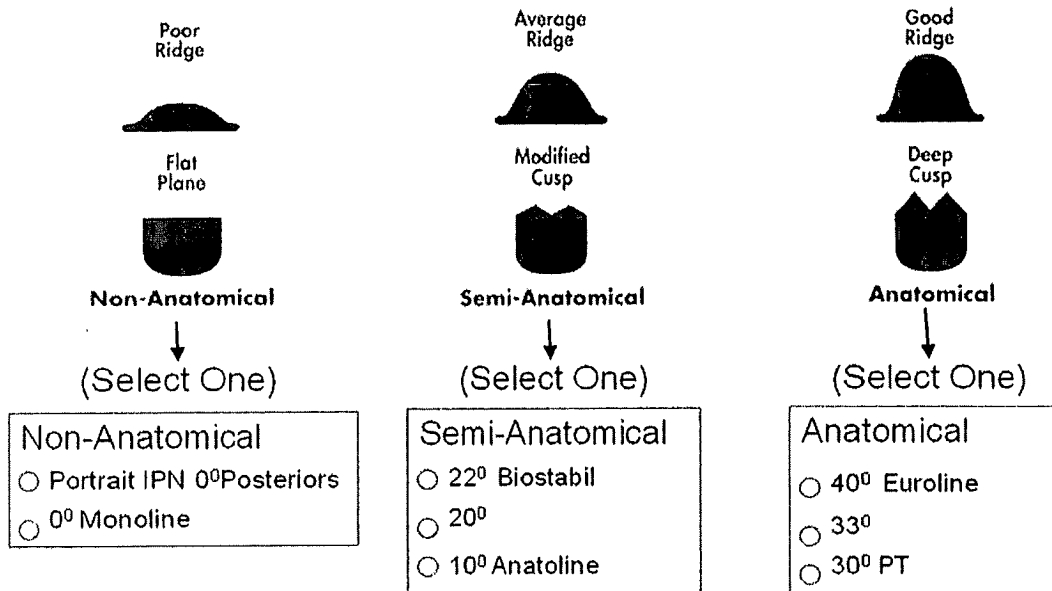 Poor
Ridge
Flat
Plane
Non-Anatomical
(Select One)
Non-Anatomical
Portrait IPN 0⁰Posteriors
0⁰ Monoline
Average
Ridge
Modified
Cusp
Semi-Anatomical
(Select One)
Semi-Anatomical
22⁰ Biostabil
20⁰
10⁰ Anatoline
Good
Ridge
Deep
Cusp
Anatomical
(Select One)
Anatomical
40⁰ Euroline
33⁰
30⁰ PT